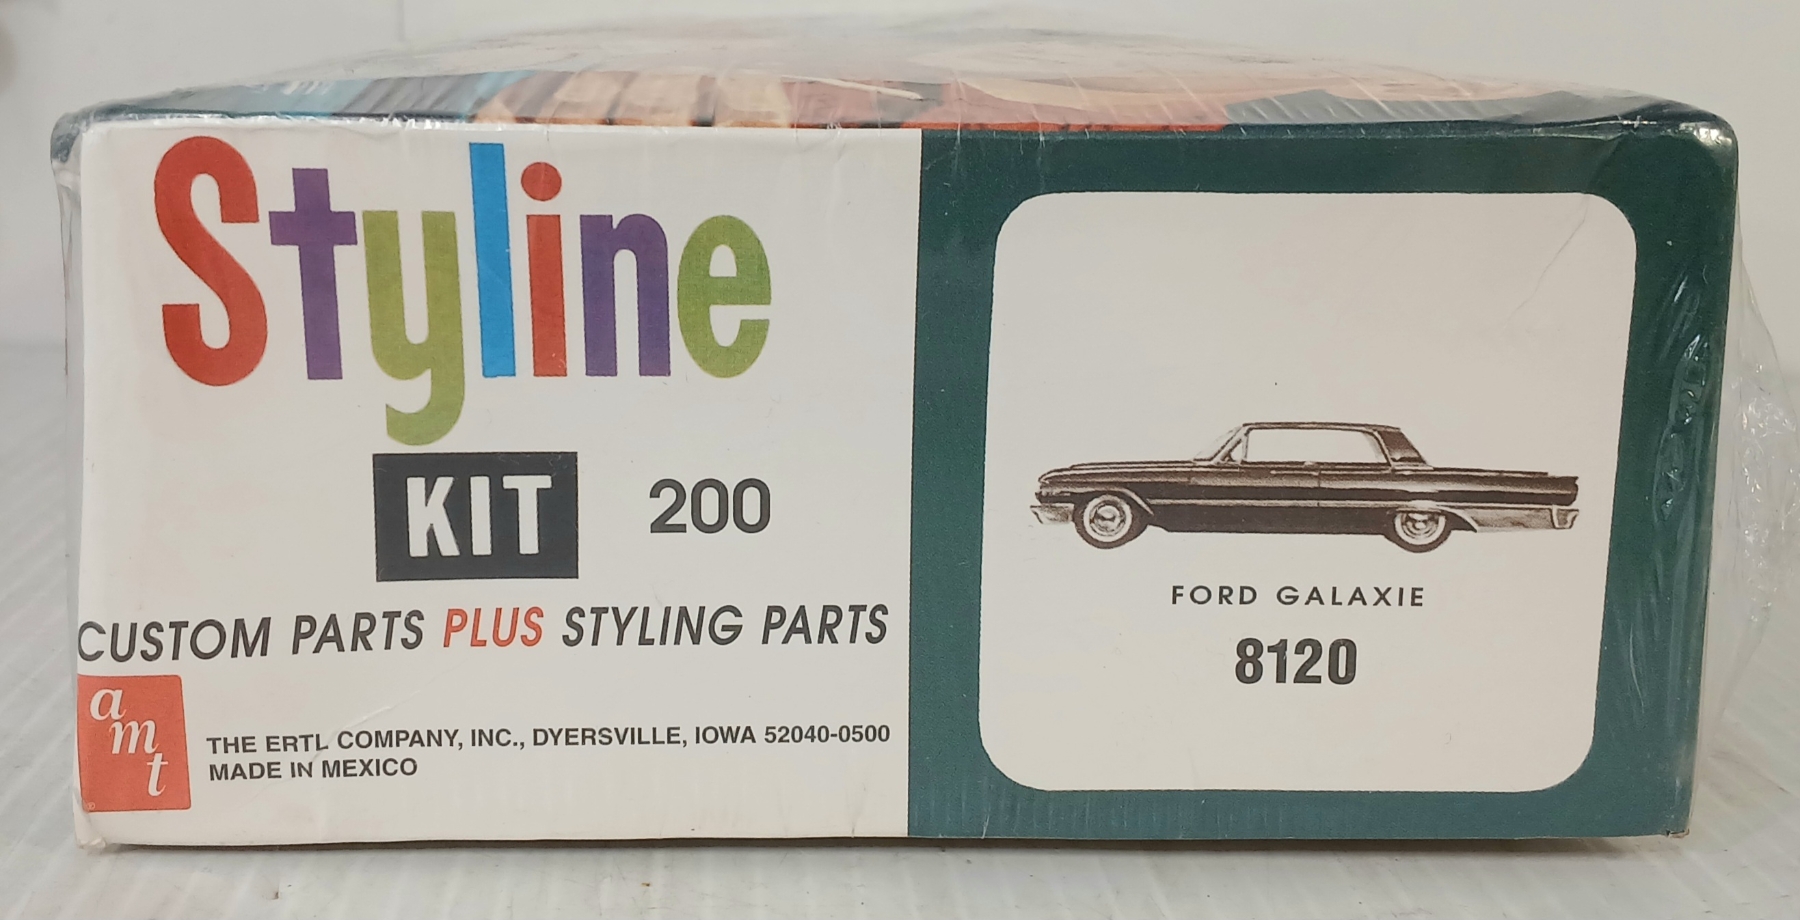 Styline
KIT 200
CUSTOM PARTS PLUS STYLING PARTS
amt
THE ERTL COMPANY, INC., DYERSVILLE, IOWA 52040-0500
MADE IN MEXICO
FORD GALAXIE
8120